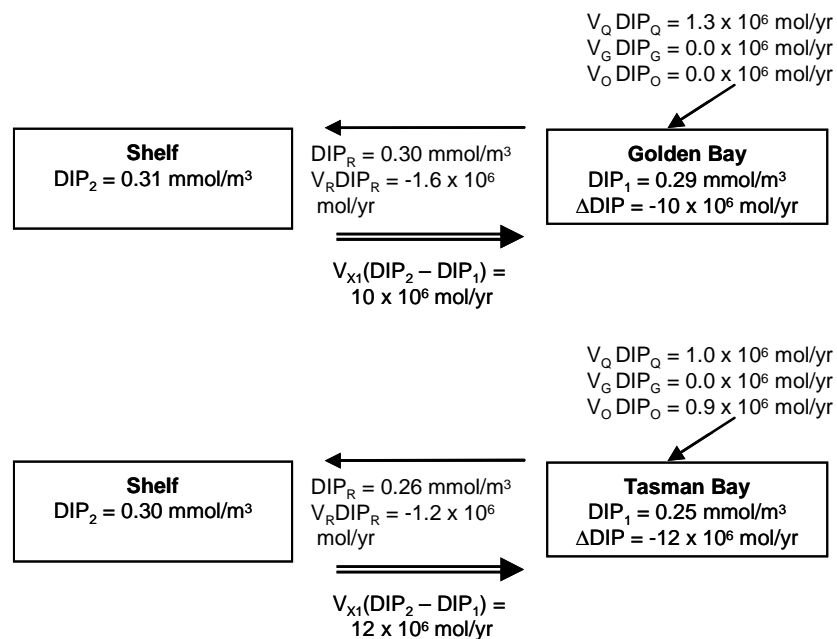 V_Q DIP_Q = 1.3 x 10⁶ mol/yr
V_G DIP_G = 0.0 x 10⁶ mol/yr
V_O DIP_O = 0.0 x 10⁶ mol/yr
Shelf
DIP₂ = 0.31 mmol/m³
DIP_R = 0.30 mmol/m³
V_RDIP_R = -1.6 x 10⁶
mol/yr
Golden Bay
DIP₁ = 0.29 mmol/m³
ΔDIP = -10 x 10⁶ mol/yr
V_X1(DIP₂ – DIP₁) =
10 x 10⁶ mol/yr
V_Q DIP_Q = 1.0 x 10⁶ mol/yr
V_G DIP_G = 0.0 x 10⁶ mol/yr
V_O DIP_O = 0.9 x 10⁶ mol/yr
Shelf
DIP₂ = 0.30 mmol/m³
DIP_R = 0.26 mmol/m³
V_RDIP_R = -1.2 x 10⁶
mol/yr
Tasman Bay
DIP₁ = 0.25 mmol/m³
ΔDIP = -12 x 10⁶ mol/yr
V_X1(DIP₂ – DIP₁) =
12 x 10⁶ mol/yr